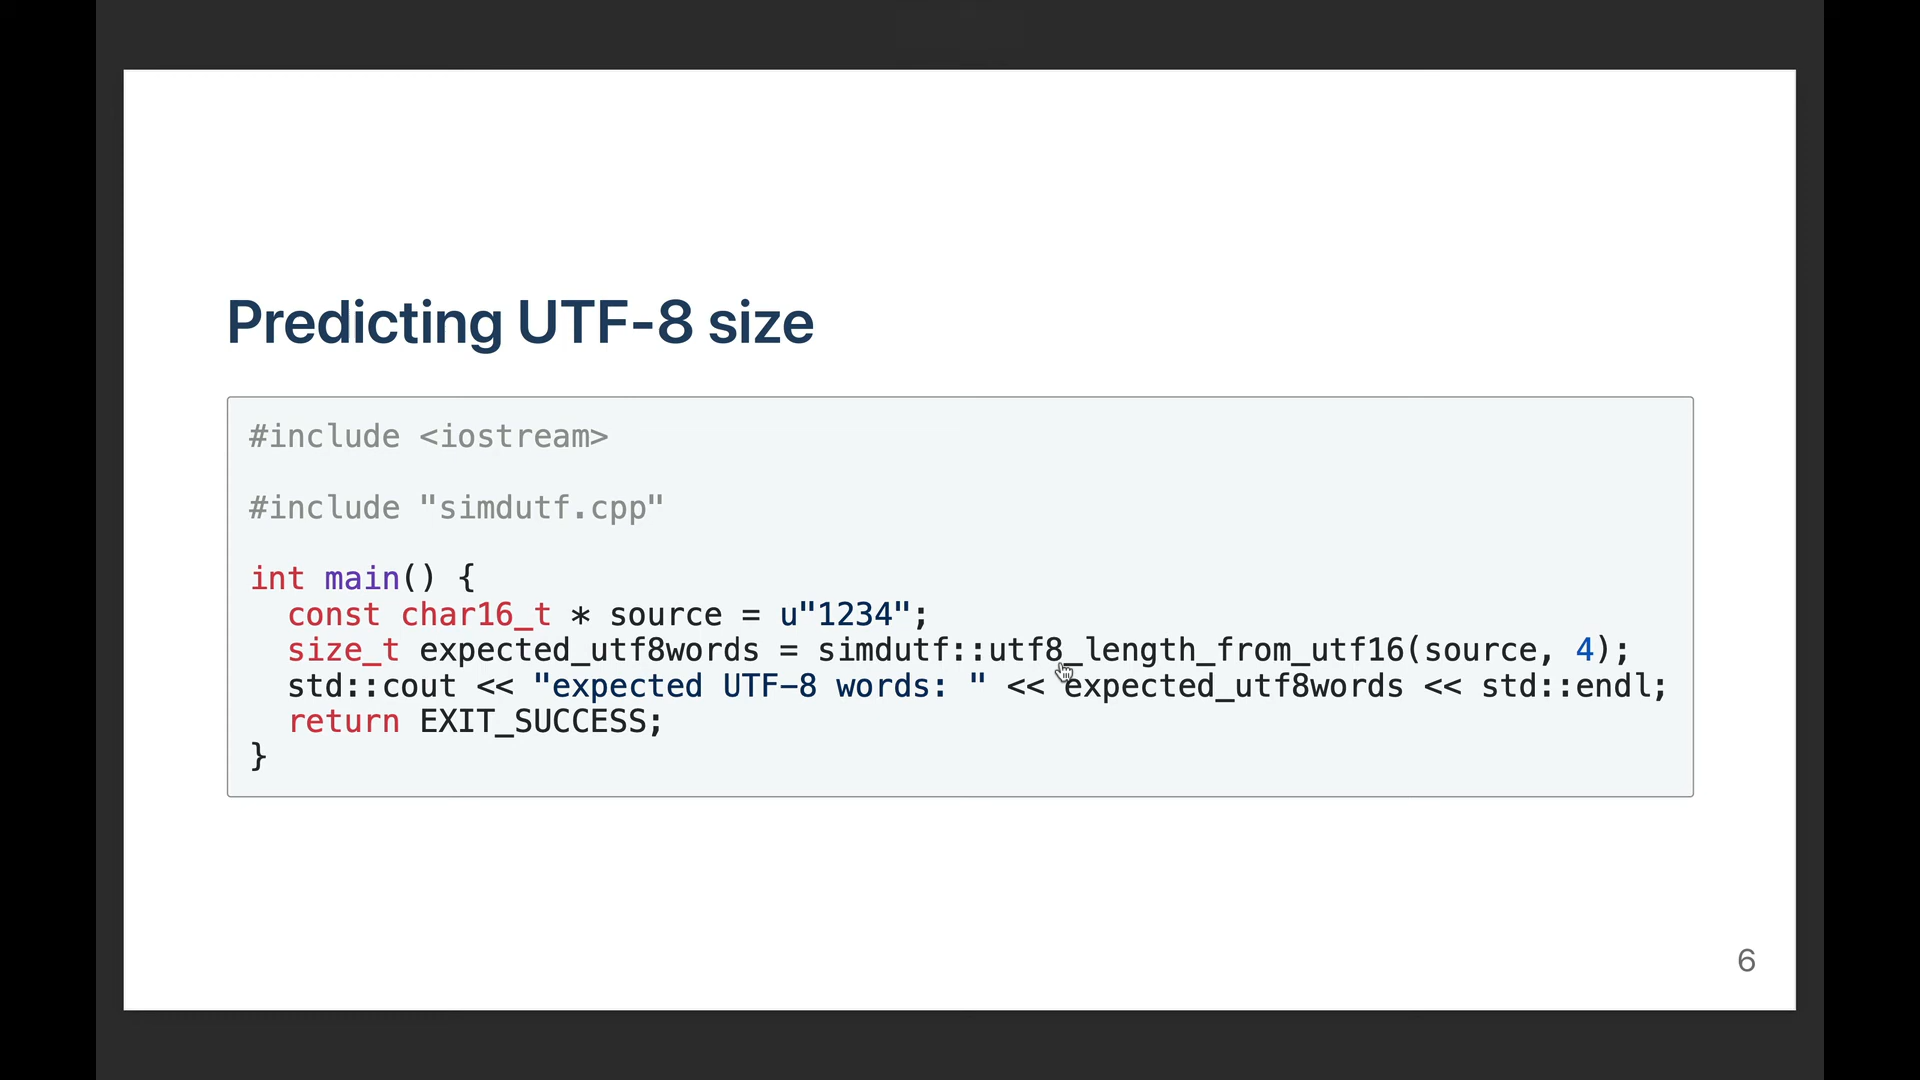 Predicting UTF-8 size
#include <iostream>
#include "simdutf.cpp"
int main() {
  const char16_t * source = u"1234";
  size_t expected_utf8words = simdutf::utf8_length_from_utf16(source, 4);
  std::cout << "expected UTF-8 words: " << expected_utf8words << std::endl;
  return EXIT_SUCCESS;
}
6